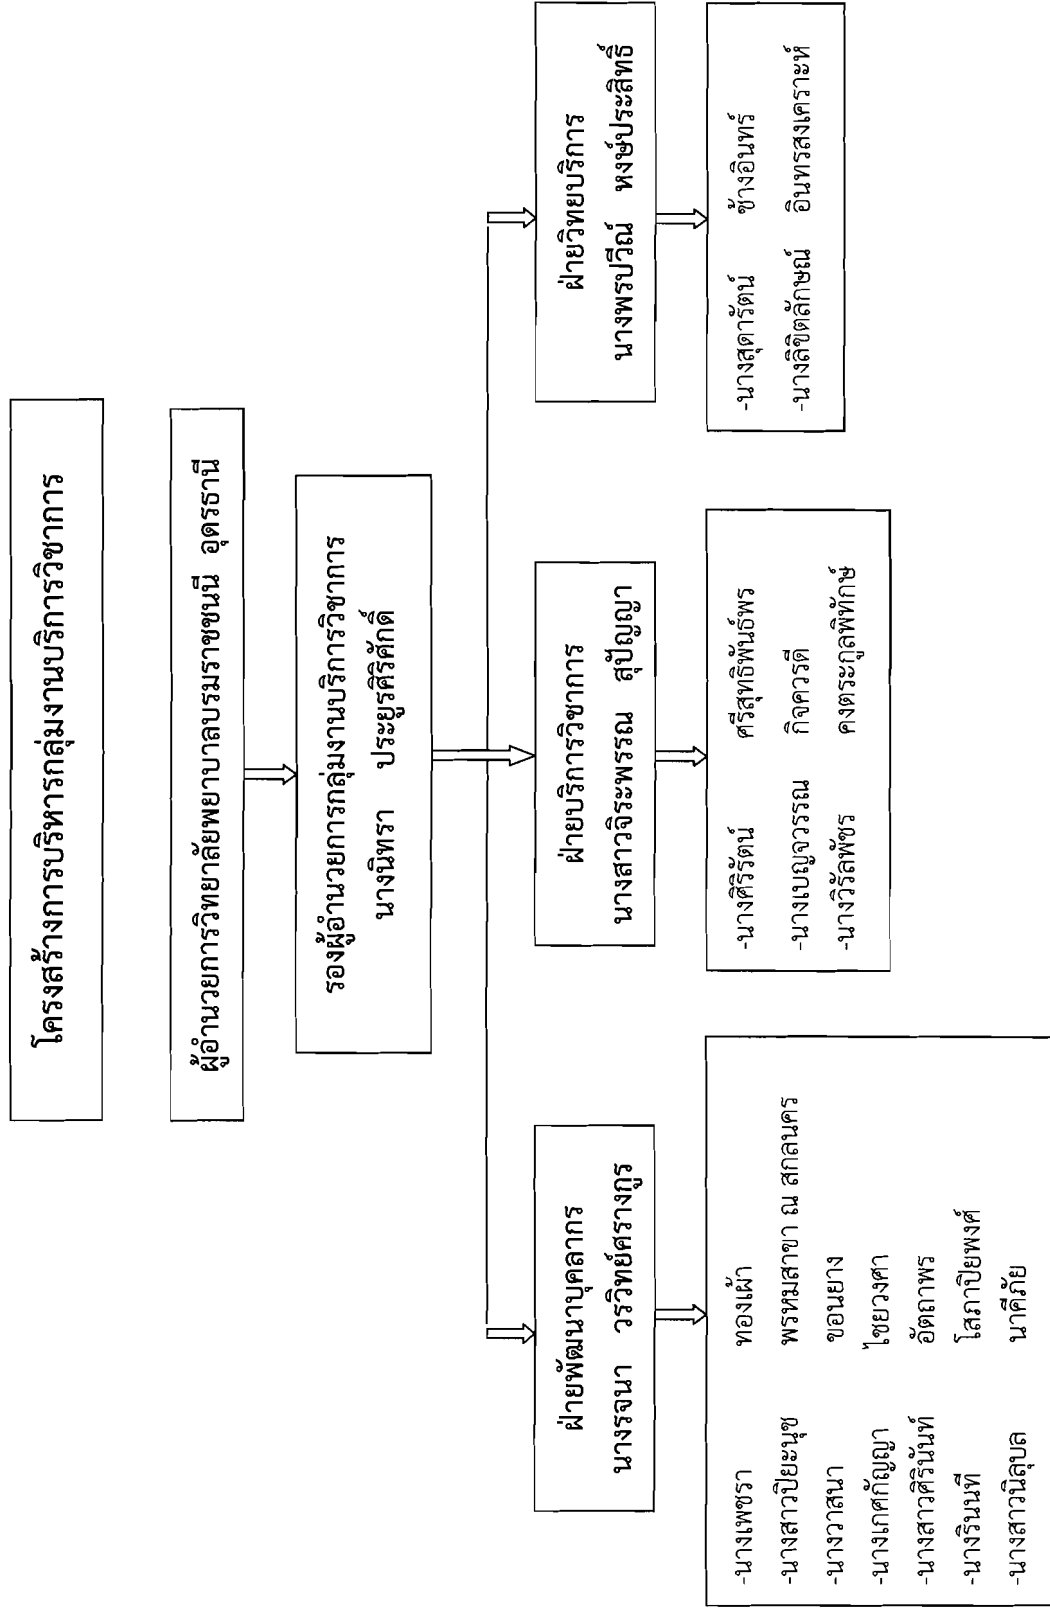 โครงสร้างการบริหารกลุ่มงานบริการวิชาการ
ผู้อำนวยการวิทยาลัยพยาบาลบรมราชชนนี อุดรธานี
รองผู้อำนวยการกลุ่มงานบริการวิชาการ
นางนิทรา ประยูรศิริศักดิ์
ฝ่ายพัฒนาบุคลากร
นางรจนา วรวิทย์ศรางกูร
-นางเพชรา ทองเผ้า
-นางสาวปิยะนุช พรหมสาขา ณ สกลนคร
-นางวาสนา ขอนยาง
-นางเกศกัญญา ไชยวงศา
-นางสาวศิรินันท์ อัตถาพร
-นางรินนที โสภาปิยพงศ์
-นางสาวนิลุบล นาคีภัย
ฝ่ายบริการวิชาการ
นางสาวจิระพรรณ สุปัญญา
-นางศิริรัตน์ ศรีสุทธิพันธ์พร
-นางเบญจวรรณ กิจควรดี
-นางวิรัลพัชร คงตระกูลพิทักษ์
ฝ่ายวิทยบริการ
นางพรปวีณ์ หงษ์ประสิทธิ์
-นางสุดารัตน์ ช้างอินทร์
-นางลิขิตลักษณ์ อินทรสงเคราะห์